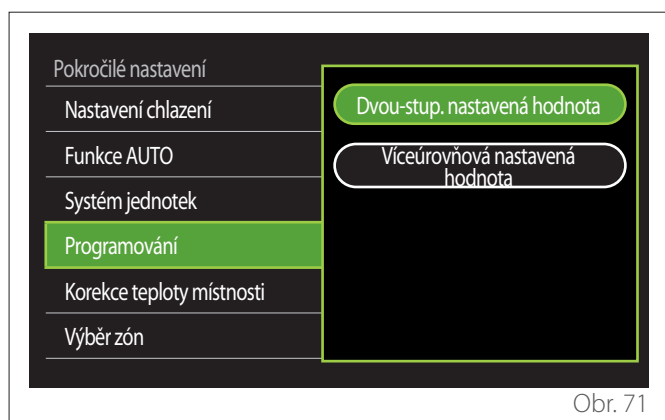 Pokročilé nastavení
Nastavení chlazení
Funkce AUTO
Systém jednotek
Programování
Korekce teploty místnosti
Výběr zón
Dvou-stup. nastavená hodnota
Víceúrovňová nastavená
hodnota
Obr. 71